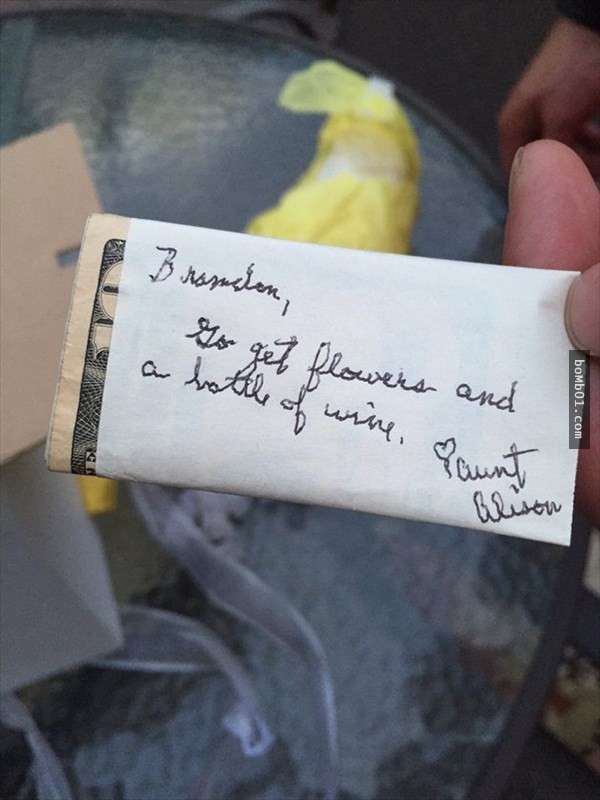 Brandon,
Go get flowers and
a bottle of wine.
♡ aunt
Alison
bomb01.com